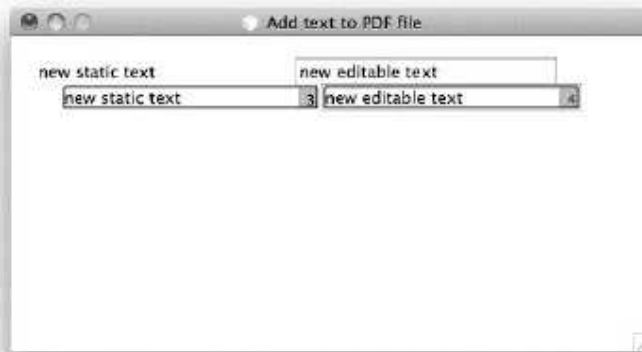 Add text to PDF file
new static text new editable text
new static text 3 new editable text 4